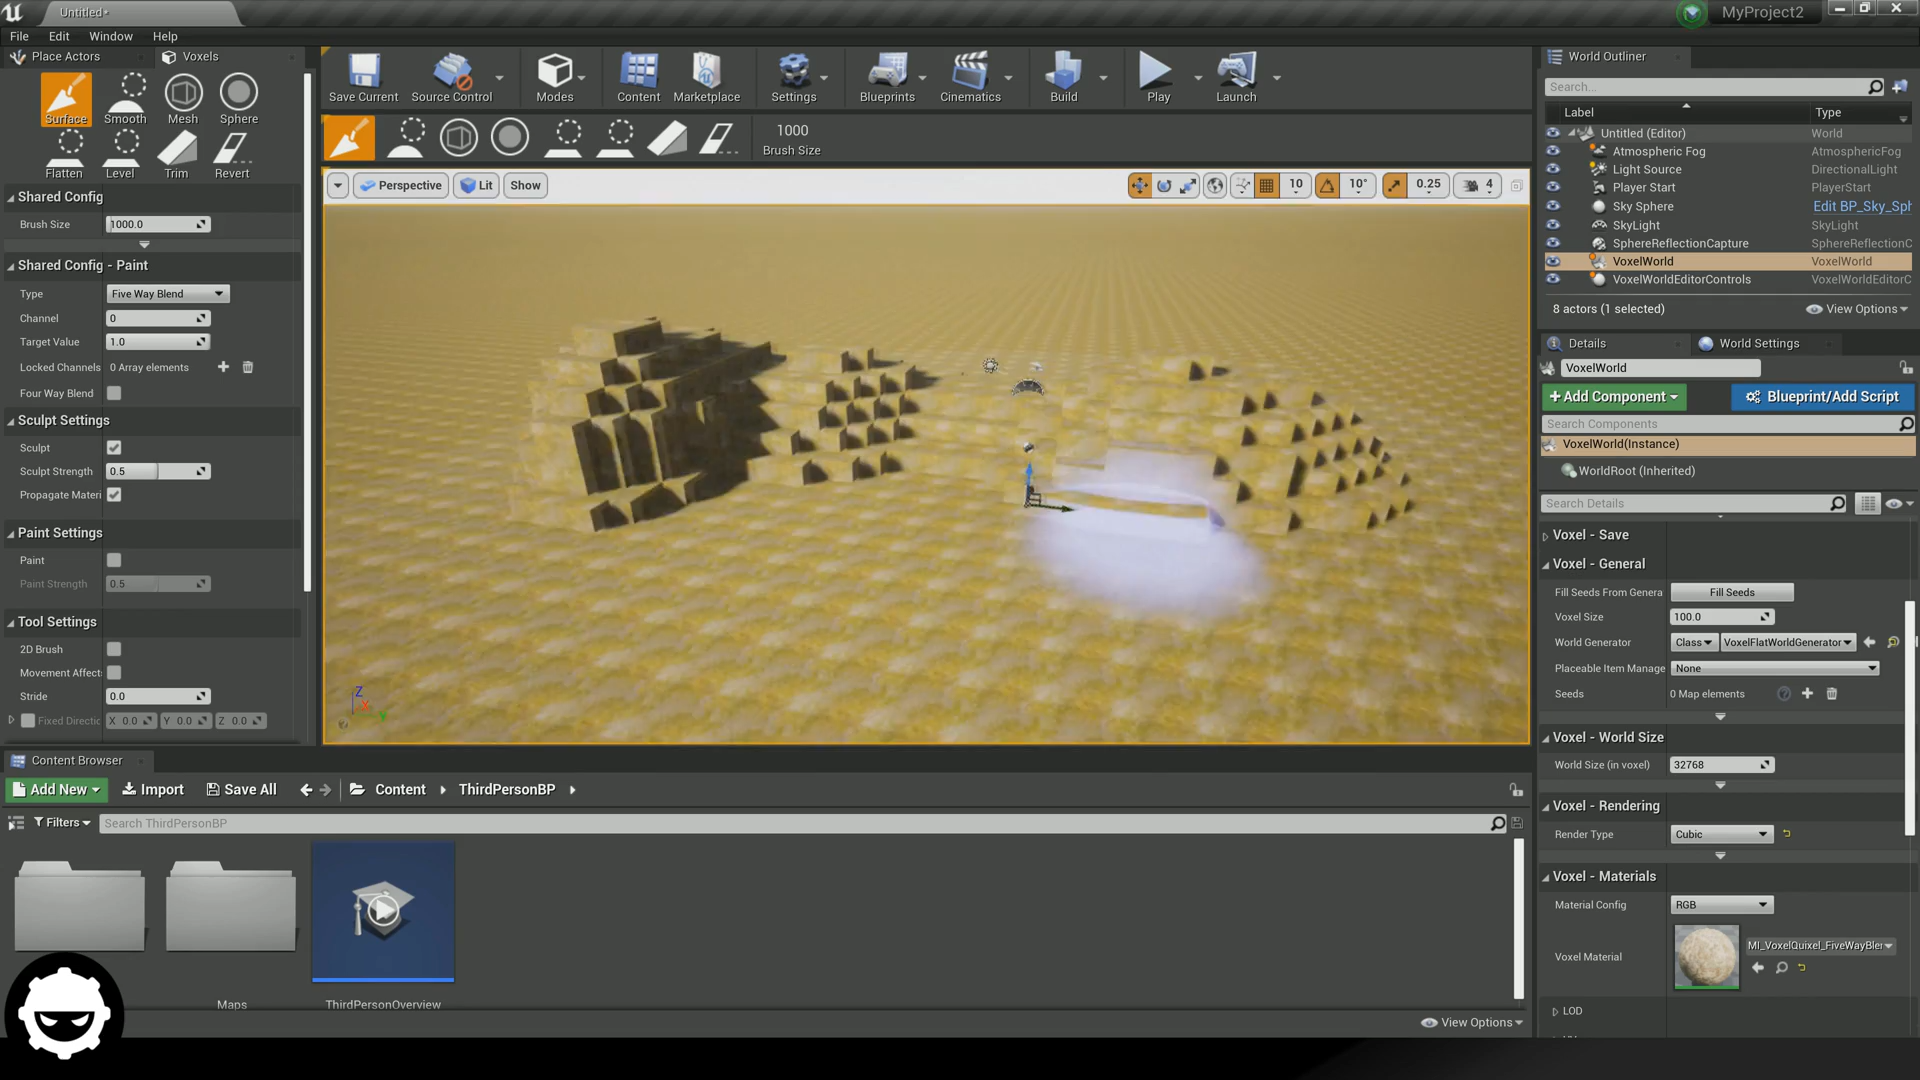 Untitled•
MyProject2
File Edit Window Help
Place Actors
Voxels
Surface Smooth Mesh Sphere
Flatten Level Trim Revert
Shared Config
Brush Size 1000.0
Shared Config - Paint
Type Five Way Blend
Channel 0
Target Value 1.0
Locked Channels 0 Array elements
Four Way Blend
Sculpt Settings
Sculpt
Sculpt Strength 0.5
Propagate Materi
Paint Settings
Paint
Paint Strength 0.5
Tool Settings
2D Brush
Movement Affect
Stride 0.0
Fixed Directic X 0.0 Y 0.0 Z 0.0
Save Current Source Control Modes Content Marketplace Settings Blueprints Cinematics Build Play Launch
1000
Brush Size
Perspective Lit Show
10 10° 0.25 4
Z
X
Y
World Outliner
Search...
Label Type
Untitled (Editor) World
Atmospheric Fog AtmosphericFog
Light Source DirectionalLight
Player Start PlayerStart
Sky Sphere Edit BP_Sky_Sph
SkyLight SkyLight
SphereReflectionCapture SphereReflectionC
VoxelWorld VoxelWorld
VoxelWorldEditorControls VoxelWorldEditorC
8 actors (1 selected) View Options
Details World Settings
VoxelWorld
+Add Component Blueprint/Add Script
Search Components
VoxelWorld(Instance)
WorldRoot (Inherited)
Search Details
Voxel - Save
Voxel - General
Fill Seeds From Genera Fill Seeds
Voxel Size 100.0
World Generator Class VoxelFlatWorldGenerator
Placeable Item Manage None
Seeds 0 Map elements
Voxel - World Size
World Size (in voxel) 32768
Voxel - Rendering
Render Type Cubic
Voxel - Materials
Material Config RGB
Voxel Material MI_VoxelQuixel_FiveWayBler
LOD
Content Browser
Add New Import Save All Content ThirdPersonBP
Filters Search ThirdPersonBP
Maps
ThirdPersonOverview
View Options